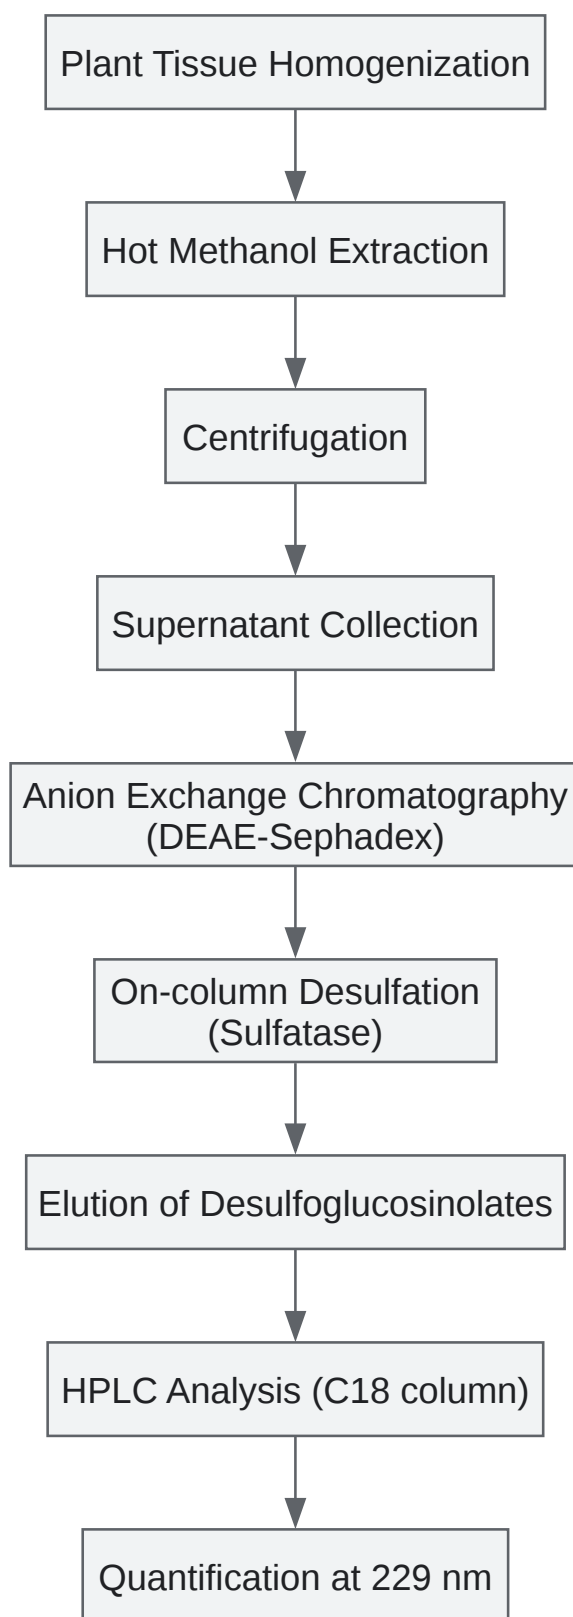 Plant Tissue Homogenization
Hot Methanol Extraction
Centrifugation
Supernatant Collection
Anion Exchange Chromatography
(DEAE-Sephadex)
On-column Desulfation
(Sulfatase)
Elution of Desulfoglucosinolates
HPLC Analysis (C18 column)
Quantification at 229 nm